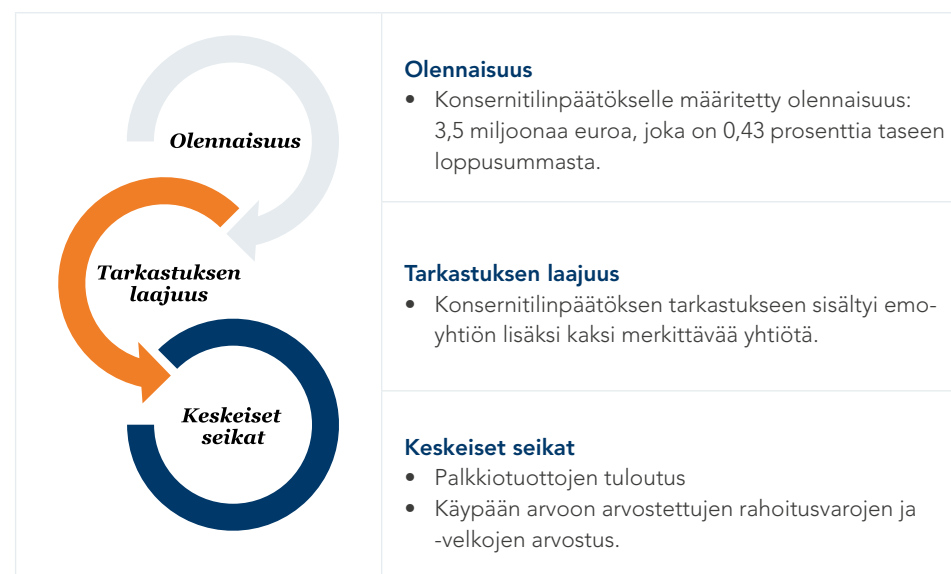 Olennaisuus
Tarkastuksen
laajuus
Keskeiset
seikat
Olennaisuus
• Konsernitilinpäätökselle määritetty olennaisuus:
3,5 miljoonaa euroa, joka on 0,43 prosenttia taseen
loppusummasta.
Tarkastuksen laajuus
• Konsernitilinpäätöksen tarkastukseen sisältyi emo-
yhtiön lisäksi kaksi merkittävää yhtiötä.
Keskeiset seikat
• Palkkiotuottojen tuloutus
• Käypään arvoon arvostettujen rahoitusvarojen ja
-velkojen arvostus.